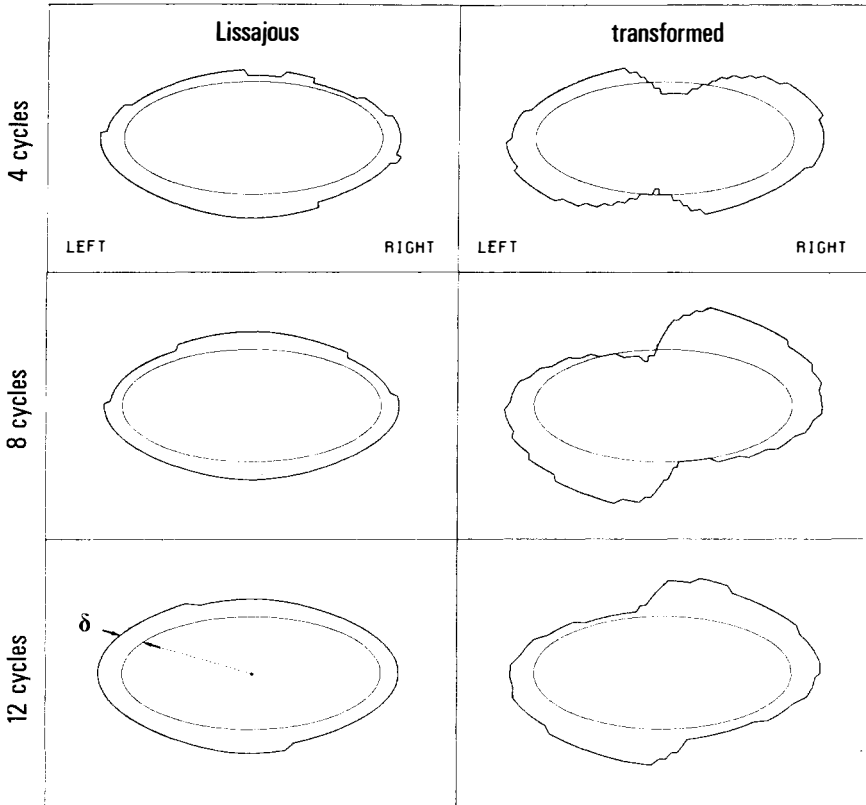 Lissajous transformed
4 cycles
LEFT RIGHT LEFT RIGHT
8 cycles
12 cycles
δ